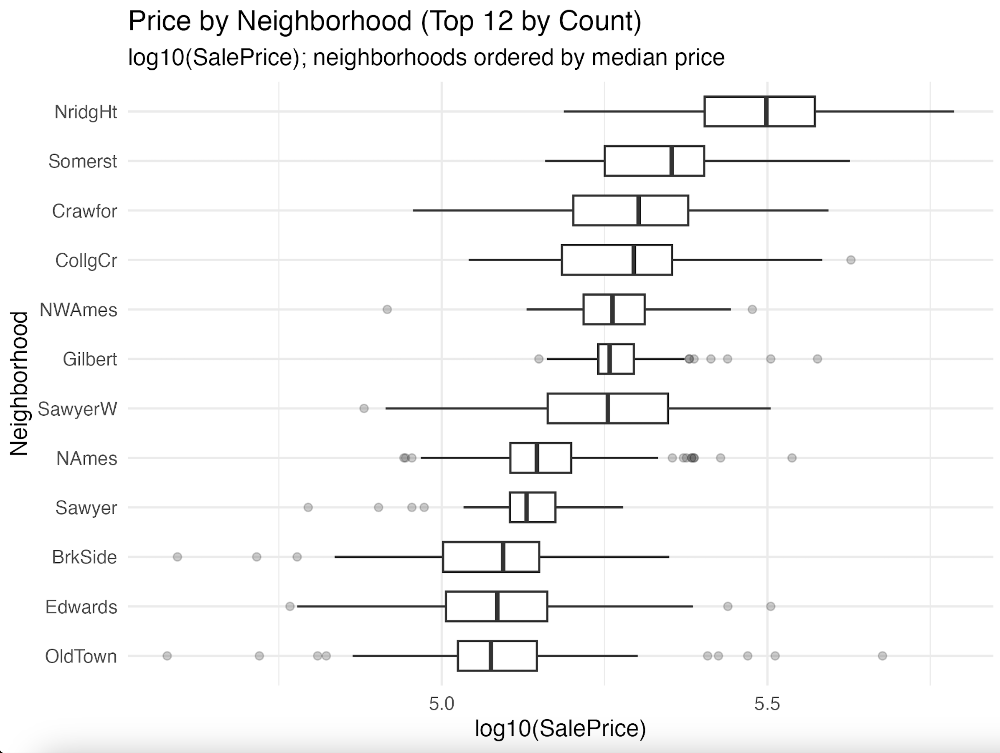 Price by Neighborhood (Top 12 by Count)
log10(SalePrice); neighborhoods ordered by median price
Neighborhood
NridgHt
Somerst
Crawfor
CollgCr
NWAmes
Gilbert
SawyerW
NAmes
Sawyer
BrkSide
Edwards
OldTown
5.0 5.5
log10(SalePrice)